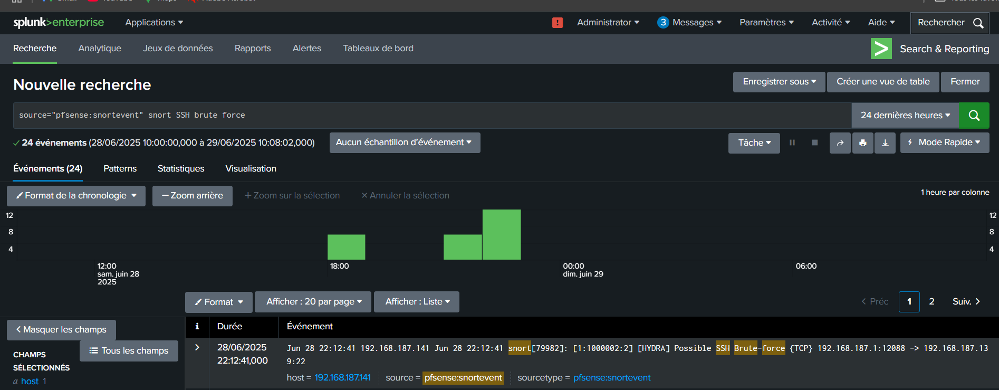 splunk>enterprise Applications Administrator 3 Messages Paramètres Activité Aide Rechercher
Recherche Analytique Jeux de données Rapports Alertes Tableaux de bord Search & Reporting
Nouvelle recherche
Enregistrer sous Créer une vue de table Fermer
source="pfsense:snortevent" snort SSH brute force
24 dernières heures
24 événements (28/06/2025 10:00:00,000 à 29/06/2025 10:08:02,000)
Aucun échantillon d'événement
Tâche
Mode Rapide
Événements (24) Patterns Statistiques Visualisation
Format de la chronologie — Zoom arrière + Zoom sur la sélection × Annuler la sélection
1 heure par colonne
12 12
8 8
4 4
12:00 18:00 00:00 06:00
sam. juin 28 dim. juin 29
2025
Format Afficher : 20 par page Afficher : Liste
< Préc 1 2 Suiv. >
< Masquer les champs
Tous les champs
CHAMPS
SÉLECTIONNÉS
a host 1
i Durée Événement
> 28/06/2025
22:12:41,000
Jun 28 22:12:41 192.168.187.141 Jun 28 22:12:41 snort[79982]: [1:1000002:2] [HYDRA] Possible SSH Brute-force {TCP} 192.168.187.1:12088 -> 192.168.187.13
9:22
host = 192.168.187.141 source = pfsense:snortevent sourcetype = pfsense:snortevent